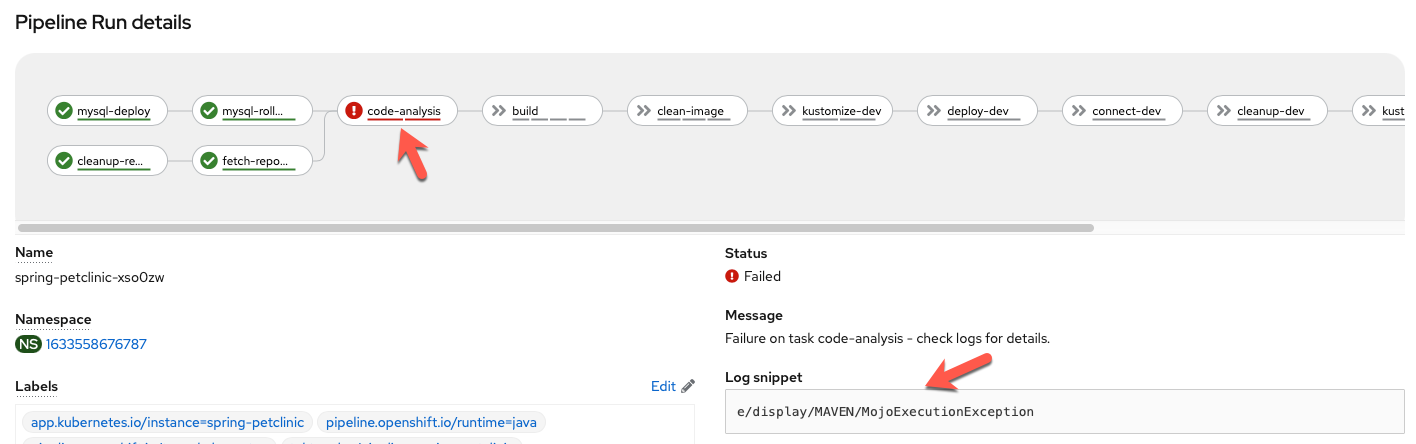 Pipeline Run details
mysql-deploy mysql-roll... code-analysis build clean-image kustomize-dev deploy-dev connect-dev cleanup-dev kust
cleanup-re... fetch-repo...
Name
spring-petclinic-xso0zw
Namespace
NS 1633558676787
Labels Edit
app.kubernetes.io/instance=spring-petclinic pipeline.openshift.io/runtime=java
Status
Failed
Message
Failure on task code-analysis - check logs for details.
Log snippet
e/display/MAVEN/MojoExecutionException